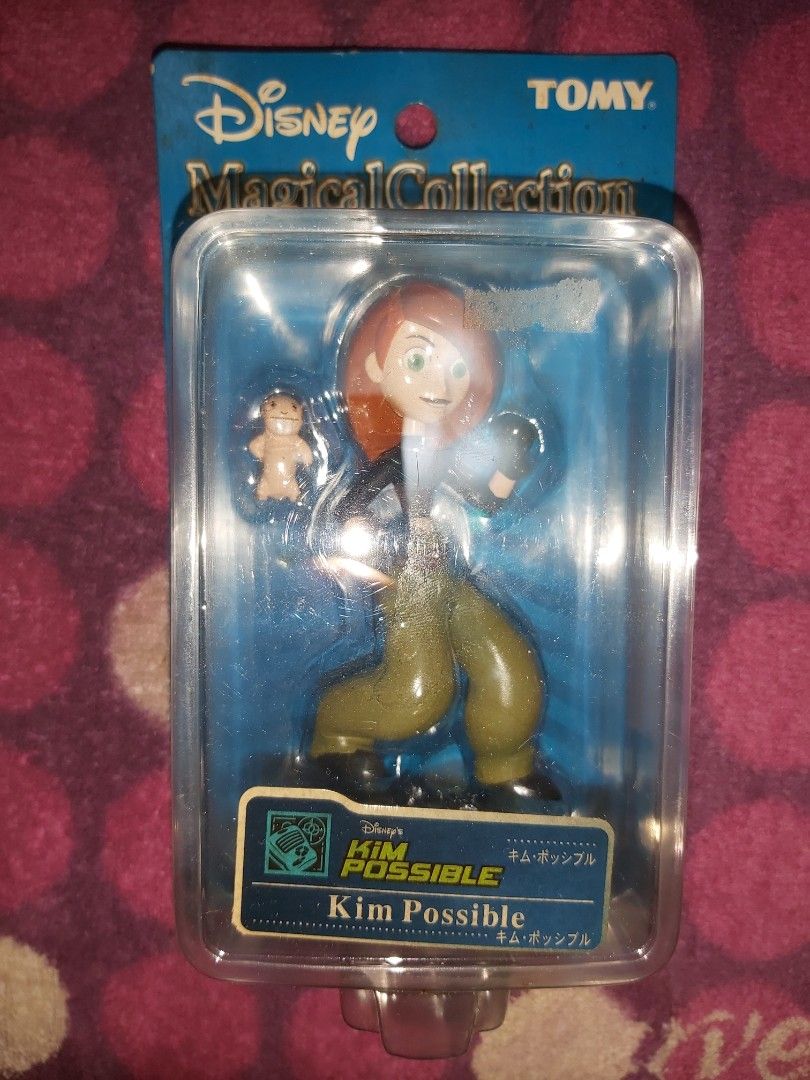 Disney TOMY®
Magical Collection
Disney's
KiM POSSIBLE
キム・ポッシブル
Kim Possible
キム・ポッシブル